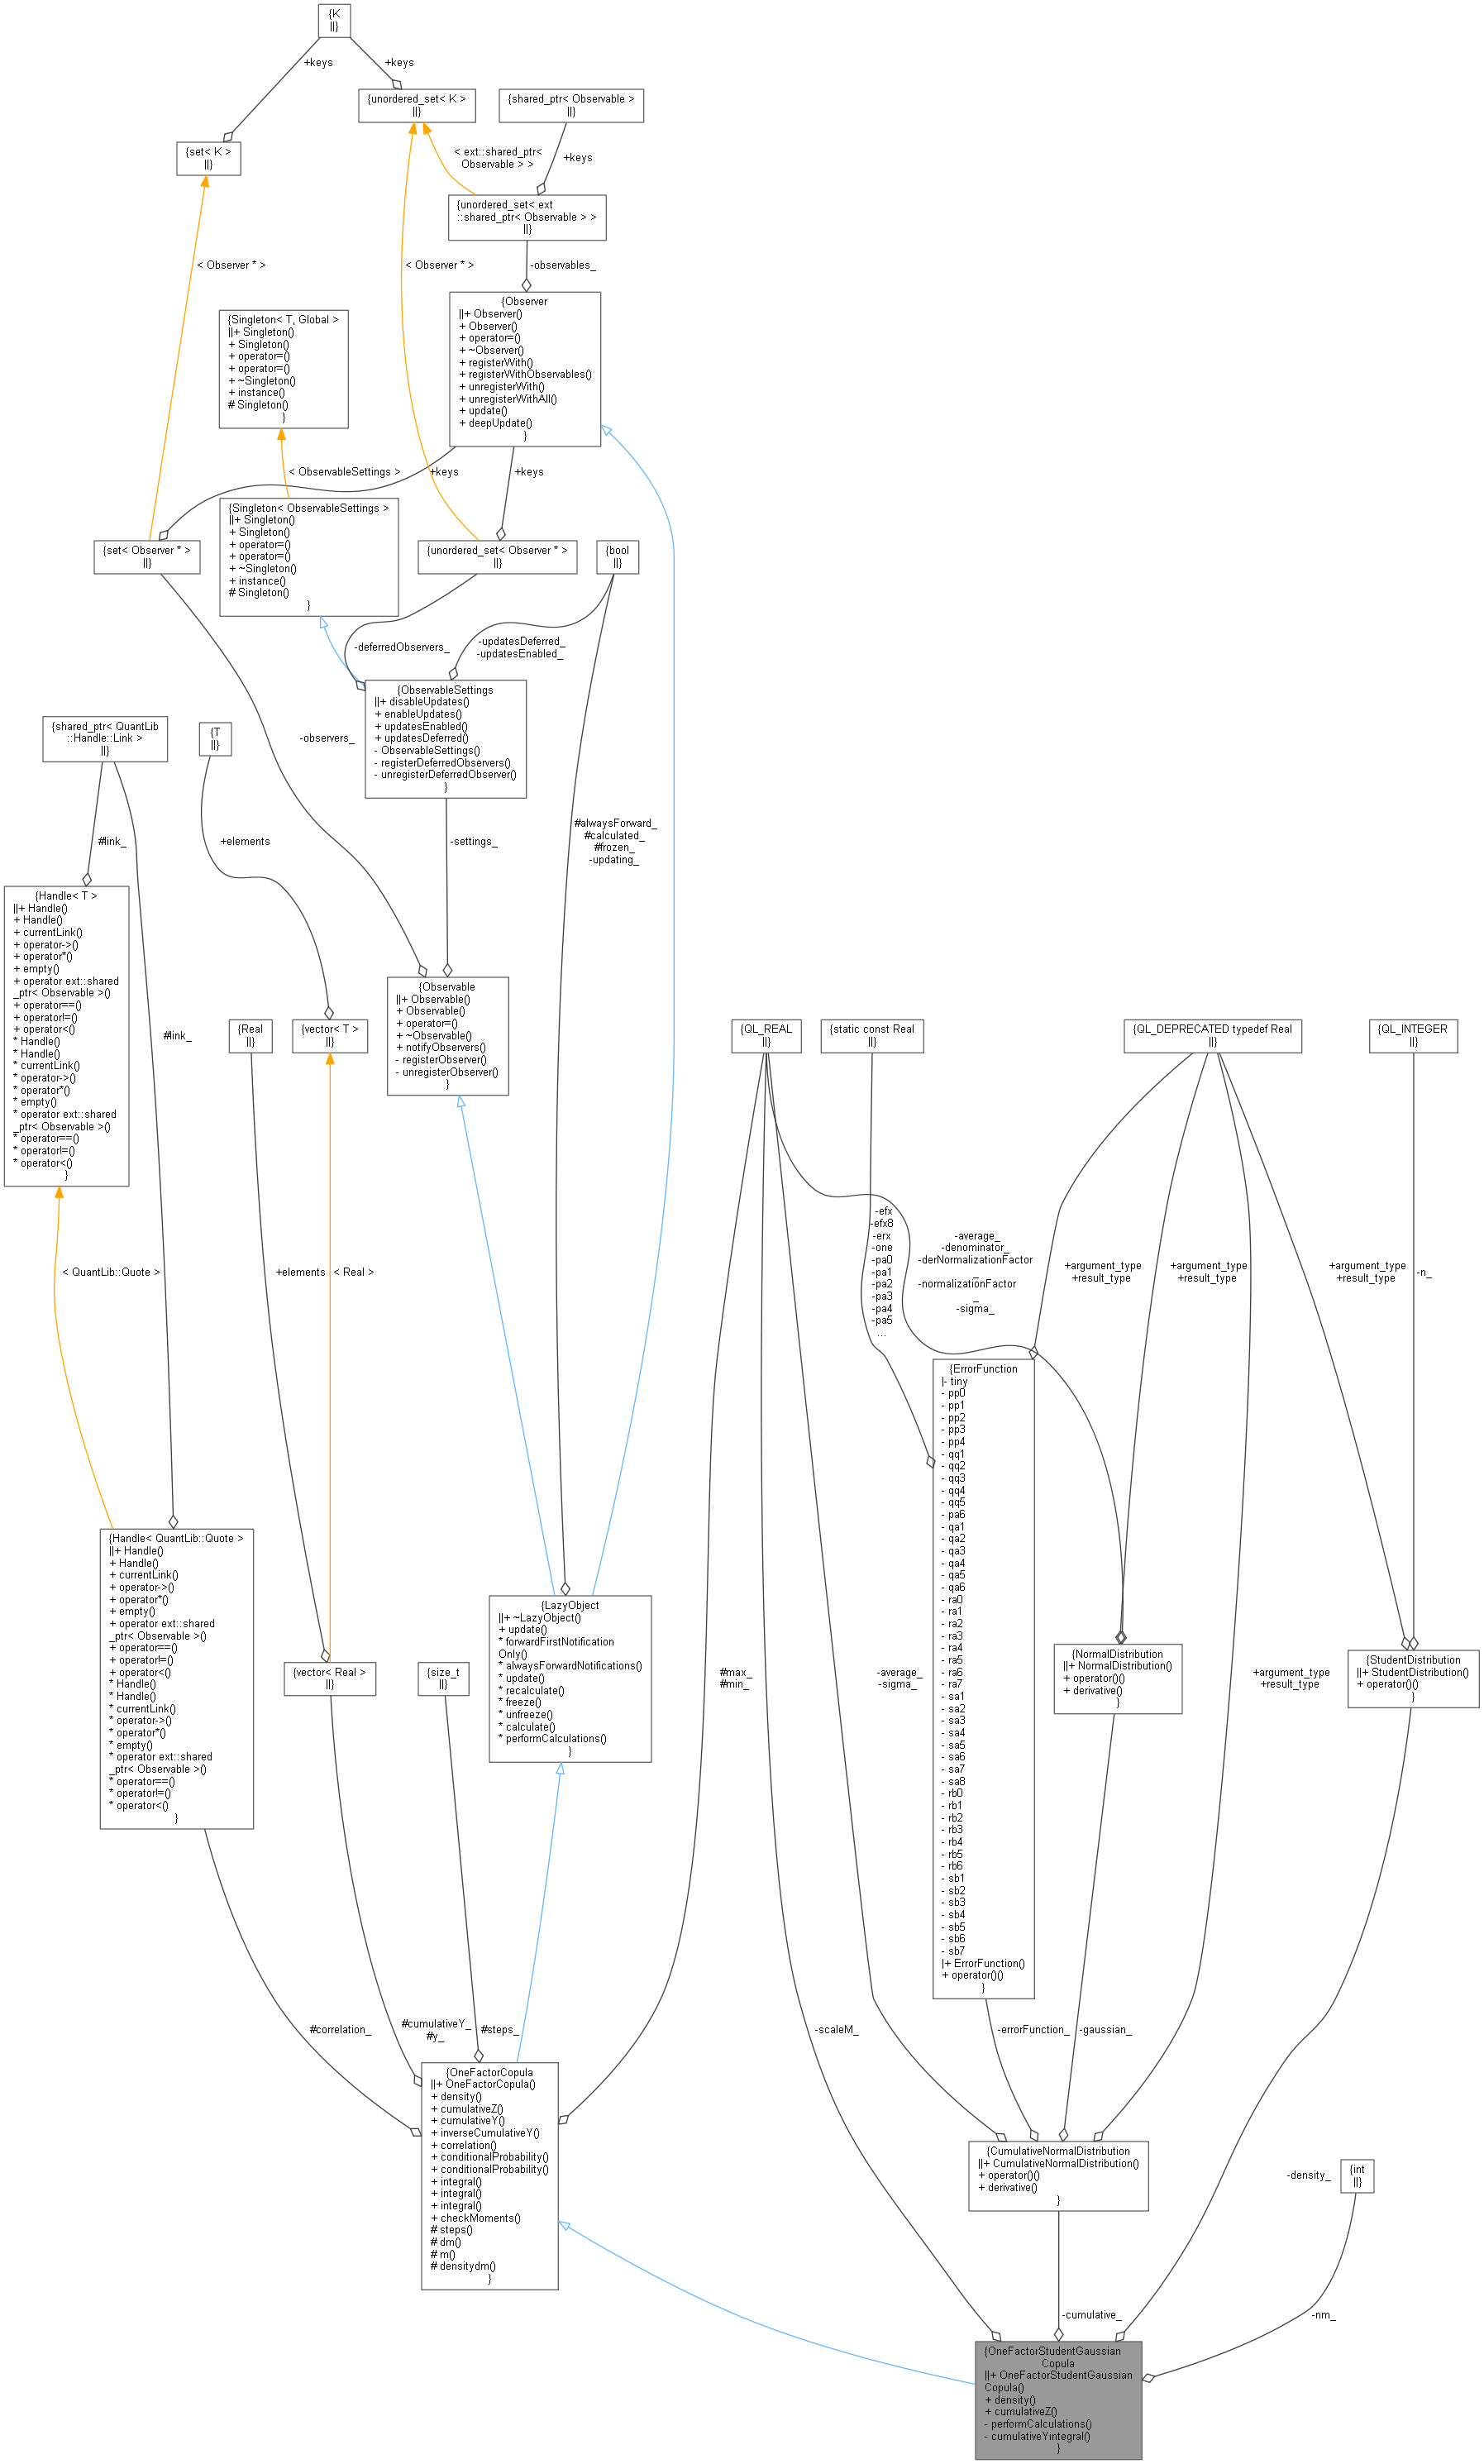 {K
||}
+keys
+keys
{unordered_set< K >
||}
{shared_ptr< Observable >
||}
{set< K >
||}
< ext::shared_ptr<
Observable > >
+keys
{unordered_set< ext
::shared_ptr< Observable > >
||}
< Observer * >
< Observer * >
-observables_
{Observer
||+ Observer()
+ Observer()
+ operator=()
+ ~Observer()
+ registerWith()
+ registerWithObservables()
+ unregisterWith()
+ unregisterWithAll()
+ update()
+ deepUpdate()
}
{Singleton< T, Global >
||+ Singleton()
+ Singleton()
+ operator=()
+ operator=()
+ ~Singleton()
+ instance()
# Singleton()
}
< ObservableSettings >
+keys
+keys
{Singleton< ObservableSettings >
||+ Singleton()
+ Singleton()
+ operator=()
+ operator=()
+ ~Singleton()
+ instance()
# Singleton()
}
{set< Observer * >
||}
{unordered_set< Observer * >
||}
{bool
||}
-deferredObservers_
-updatesDeferred_
-updatesEnabled_
{ObservableSettings
||+ disableUpdates()
+ enableUpdates()
+ updatesEnabled()
+ updatesDeferred()
- ObservableSettings()
- registerDeferredObservers()
- unregisterDeferredObserver()
}
{shared_ptr< QuantLib
::Handle::Link >
||}
{T
||}
-observers_
#link_
+elements
-settings_
#alwaysForward_
#calculated_
#frozen_
-updating_
{Handle< T >
||+ Handle()
+ Handle()
+ currentLink()
+ operator->()
+ operator*()
+ empty()
+ operator ext::shared
_ptr< Observable >()
+ operator==()
+ operator!=()
+ operator<()
* Handle()
* Handle()
* currentLink()
* operator->()
* operator*()
* empty()
* operator ext::shared
_ptr< Observable >()
* operator==()
* operator!=()
* operator<()
}
#link_
{Real
||}
{vector< T >
||}
{Observable
||+ Observable()
+ Observable()
+ operator=()
+ ~Observable()
+ notifyObservers()
- registerObserver()
- unregisterObserver()
}
{QL_REAL
||}
{static const Real
||}
{QL_DEPRECATED typedef Real
||}
{QL_INTEGER
||}
< QuantLib::Quote >
+elements
< Real >
-efx
-efx8
-erx
-one
-pa0
-pa1
-pa2
-pa3
-pa4
-pa5
...
-average_
-denominator_
-derNormalizationFactor
_
-normalizationFactor
_
-sigma_
+argument_type
+result_type
+argument_type
+result_type
+argument_type
+result_type
-n_
{ErrorFunction
|- tiny
- pp0
- pp1
- pp2
- pp3
- pp4
- qq1
- qq2
- qq3
- qq4
- qq5
- pa6
- qa1
- qa2
- qa3
- qa4
- qa5
- qa6
- ra0
- ra1
- ra2
- ra3
- ra4
- ra5
- ra6
- ra7
- sa1
- sa2
- sa3
- sa4
- sa5
- sa6
- sa7
- sa8
- rb0
- rb1
- rb2
- rb3
- rb4
- rb5
- rb6
- sb1
- sb2
- sb3
- sb4
- sb5
- sb6
- sb7
|+ ErrorFunction()
+ operator()()
}
{Handle< QuantLib::Quote >
||+ Handle()
+ Handle()
+ currentLink()
+ operator->()
+ operator*()
+ empty()
+ operator ext::shared
_ptr< Observable >()
+ operator==()
+ operator!=()
+ operator<()
* Handle()
* Handle()
* currentLink()
* operator->()
* operator*()
* empty()
* operator ext::shared
_ptr< Observable >()
* operator==()
* operator!=()
* operator<()
}
{vector< Real >
||}
{size_t
||}
{LazyObject
||+ ~LazyObject()
+ update()
* forwardFirstNotification
Only()
* alwaysForwardNotifications()
* update()
* recalculate()
* freeze()
* unfreeze()
* calculate()
* performCalculations()
}
#max_
#min_
-average_
-sigma_
{NormalDistribution
||+ NormalDistribution()
+ operator()()
+ derivative()
}
+argument_type
+result_type
{StudentDistribution
||+ StudentDistribution()
+ operator()()
}
#correlation_
#cumulativeY_
#y_
#steps_
-scaleM_
-errorFunction_
-gaussian_
{OneFactorCopula
||+ OneFactorCopula()
+ density()
+ cumulativeZ()
+ cumulativeY()
+ inverseCumulativeY()
+ correlation()
+ conditionalProbability()
+ conditionalProbability()
+ integral()
+ integral()
+ integral()
+ checkMoments()
# steps()
# dm()
# m()
# densitydm()
}
{CumulativeNormalDistribution
||+ CumulativeNormalDistribution()
+ operator()()
+ derivative()
}
-density_
{int
||}
-cumulative_
-nm_
{OneFactorStudentGaussian
Copula
||+ OneFactorStudentGaussian
Copula()
+ density()
+ cumulativeZ()
- performCalculations()
- cumulativeYintegral()
}